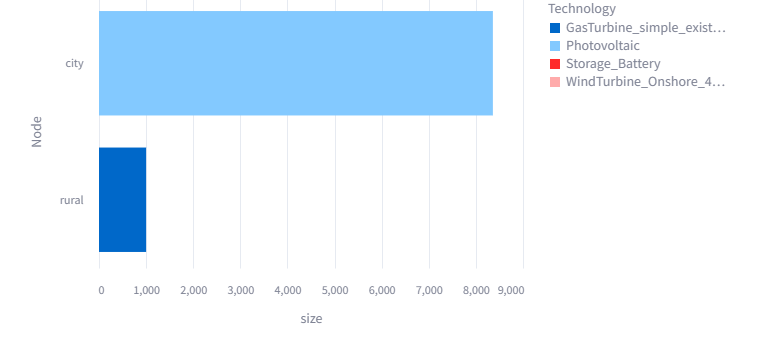 Technology
GasTurbine_simple_exist…
Photovoltaic
Storage_Battery
WindTurbine_Onshore_4…
Node
city
rural
0 1,000 2,000 3,000 4,000 5,000 6,000 7,000 8,000 9,000
size